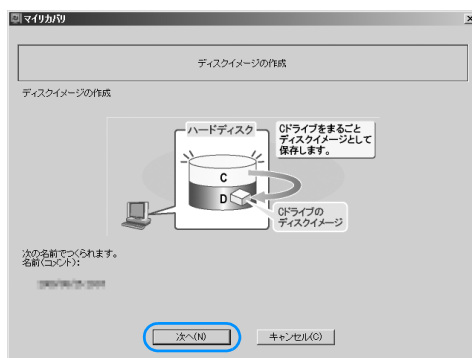 マイリカバリ
ディスクイメージの作成
ディスクイメージの作成
ハードディスク
Cドライブをまるごと
ディスクイメージとして
保存します。
C
D
Cドライブの
ディスクイメージ
次の名前でつくられます。
名前(コメント):
次へ(N)
キャンセル(C)